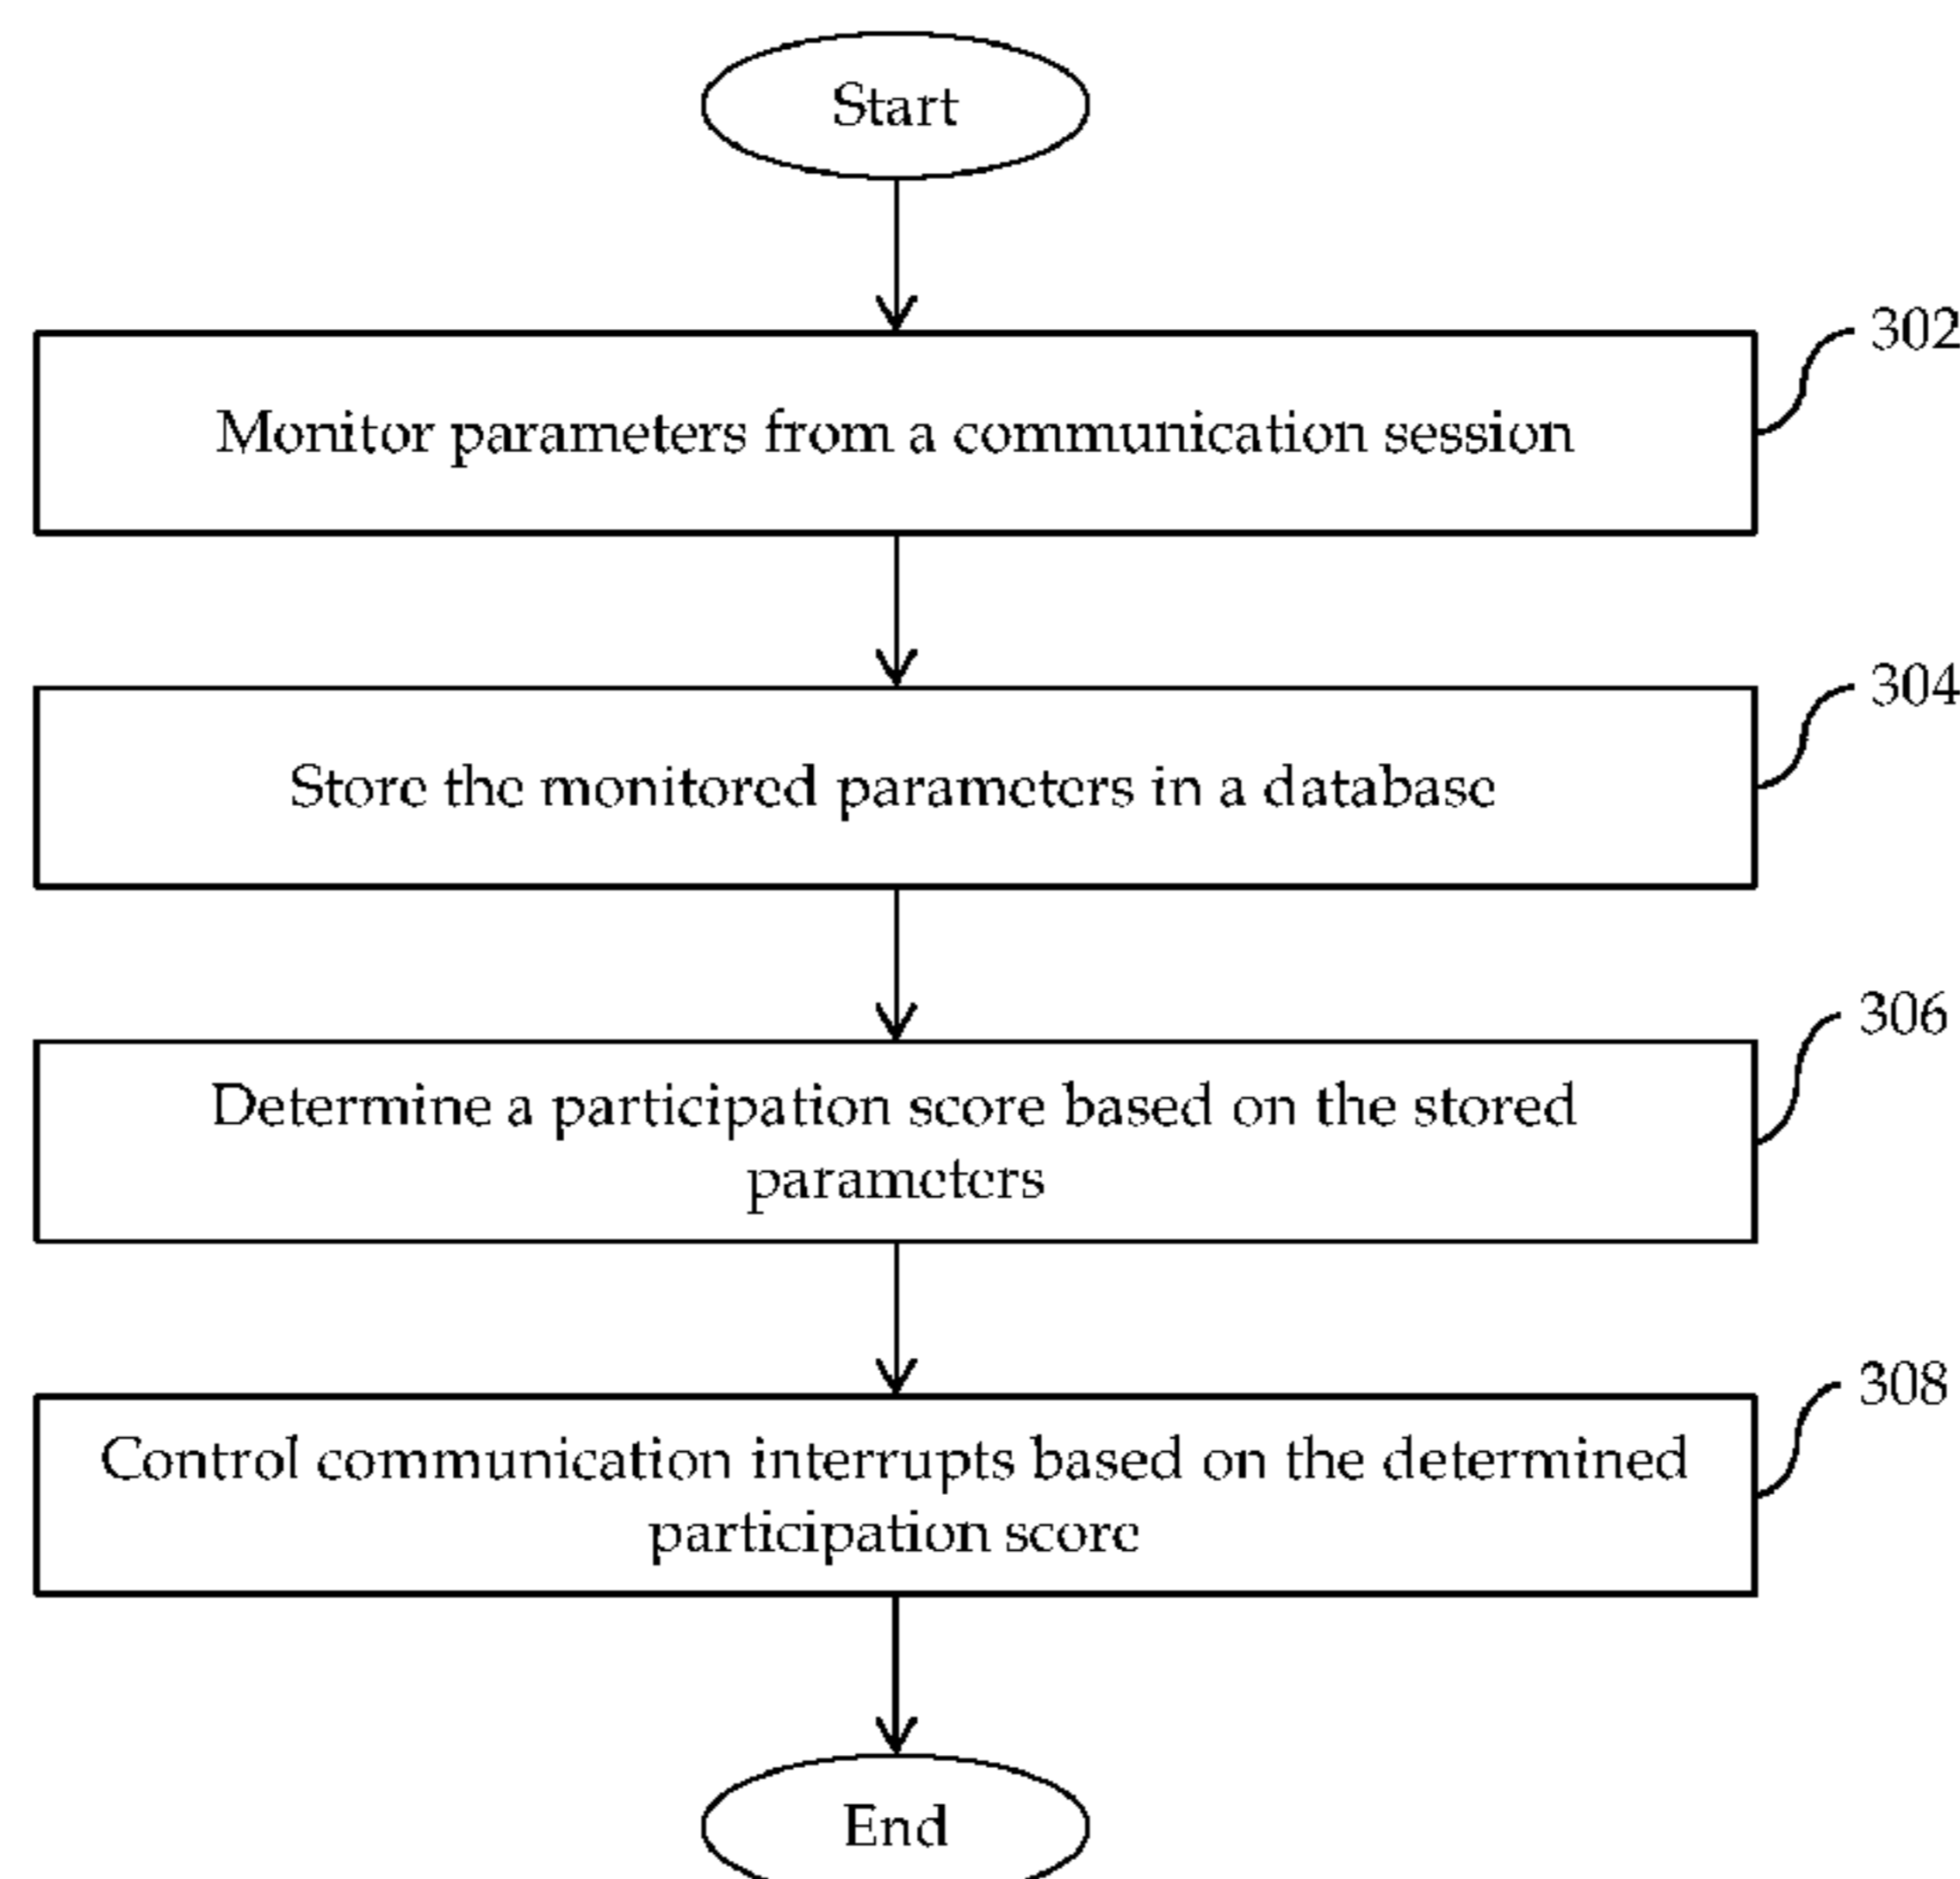 Start
302
Monitor parameters from a communication session
304
Store the monitored parameters in a database
306
Determine a participation score based on the stored
parameters
308
Control communication interrupts based on the determined
participation score
End